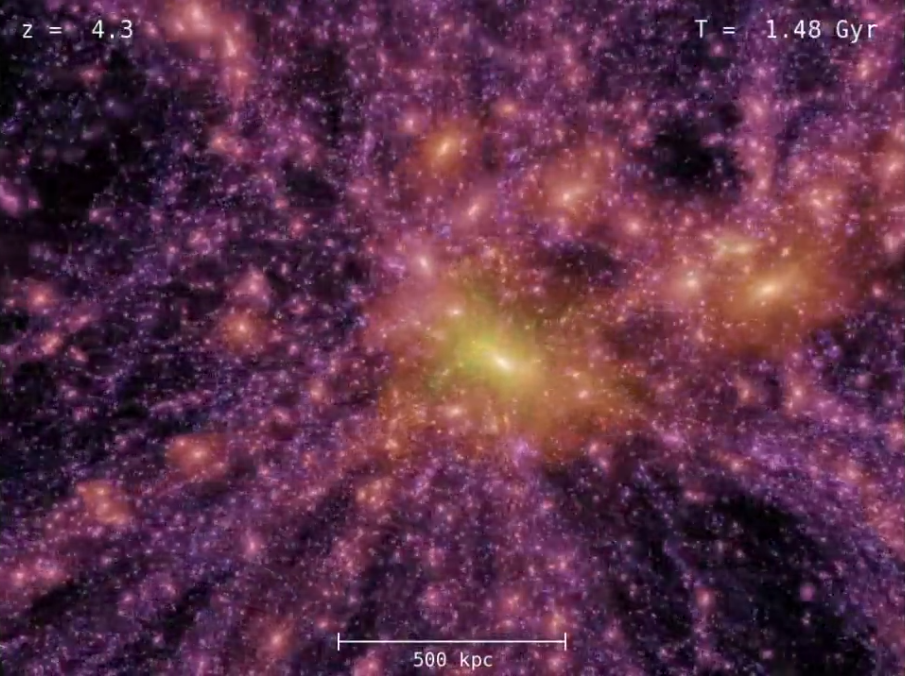 z =  4.3
T =  1.48 Gyr
500 kpc